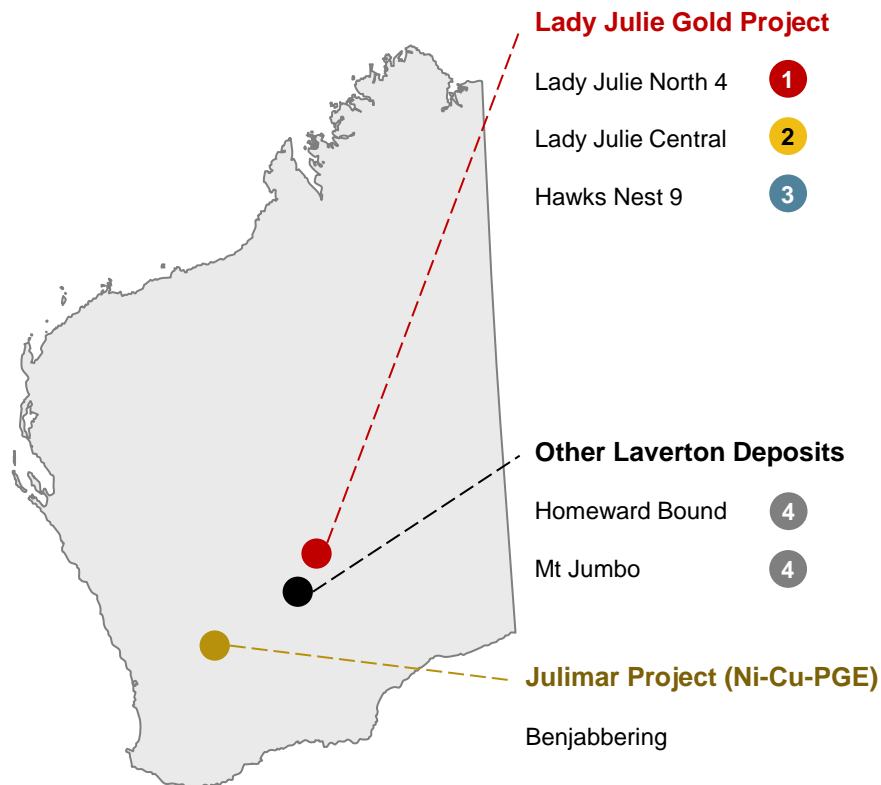 Lady Julie Gold Project
Lady Julie North 4 1
Lady Julie Central 2
Hawks Nest 9 3
Other Laverton Deposits
Homeward Bound 4
Mt Jumbo 4
Julimar Project (Ni-Cu-PGE)
Benjabbering